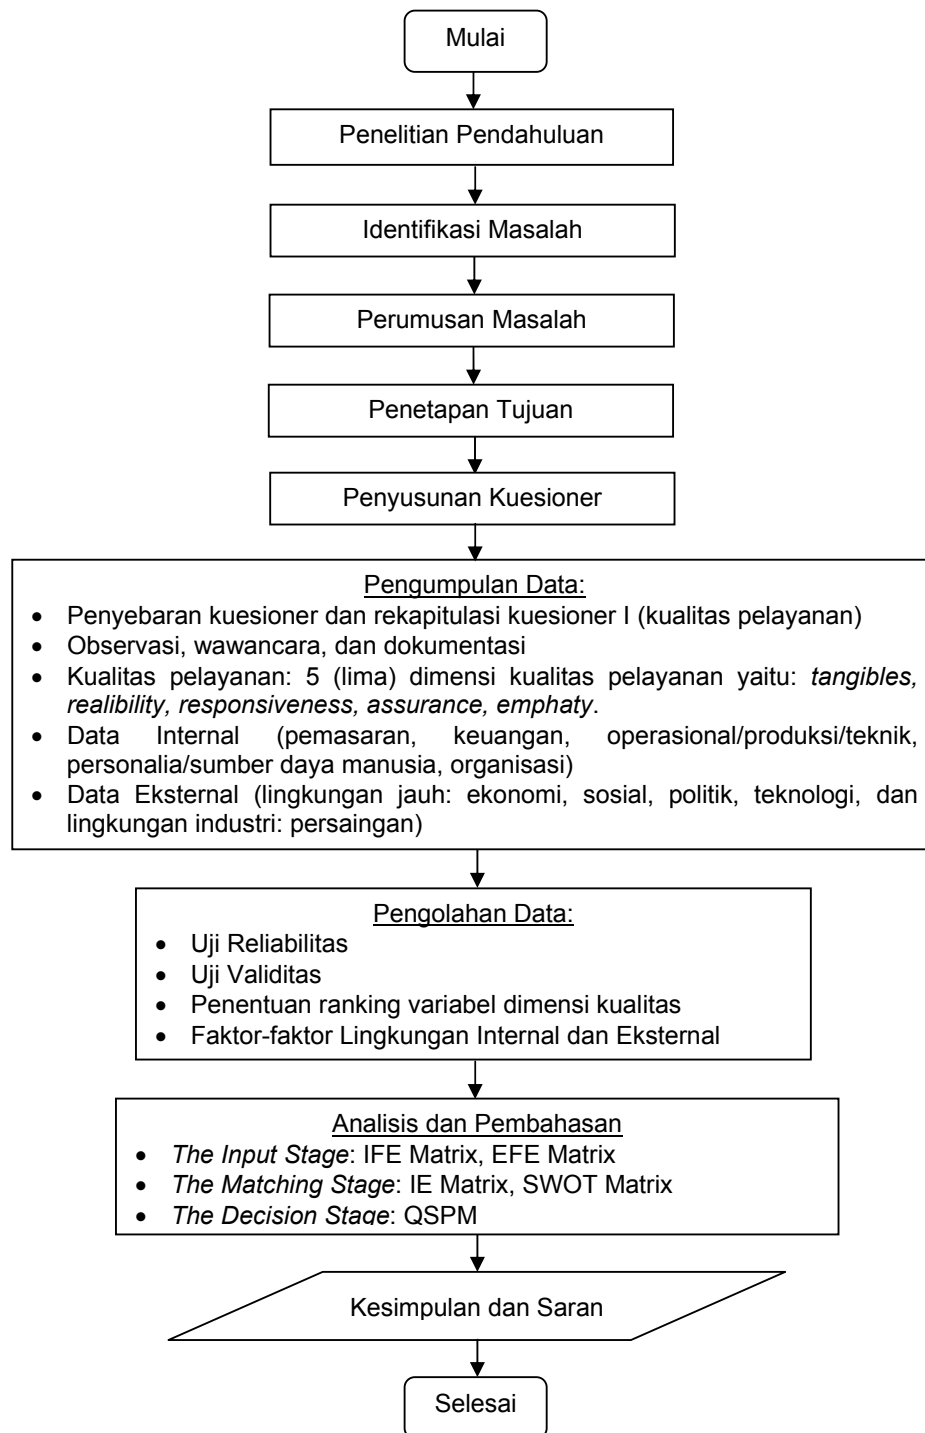 Mulai
Penelitian Pendahuluan
Identifikasi Masalah
Perumusan Masalah
Penetapan Tujuan
Penyusunan Kuesioner
Pengumpulan Data:
• Penyebaran kuesioner dan rekapitulasi kuesioner I (kualitas pelayanan)
• Observasi, wawancara, dan dokumentasi
• Kualitas pelayanan: 5 (lima) dimensi kualitas pelayanan yaitu: tangibles,
realibility, responsiveness, assurance, emphaty.
• Data Internal (pemasaran, keuangan, operasional/produksi/teknik,
personalia/sumber daya manusia, organisasi)
• Data Eksternal (lingkungan jauh: ekonomi, sosial, politik, teknologi, dan
lingkungan industri: persaingan)
Pengolahan Data:
• Uji Reliabilitas
• Uji Validitas
• Penentuan ranking variabel dimensi kualitas
• Faktor-faktor Lingkungan Internal dan Eksternal
Analisis dan Pembahasan
• The Input Stage: IFE Matrix, EFE Matrix
• The Matching Stage: IE Matrix, SWOT Matrix
• The Decision Stage: QSPM
Kesimpulan dan Saran
Selesai